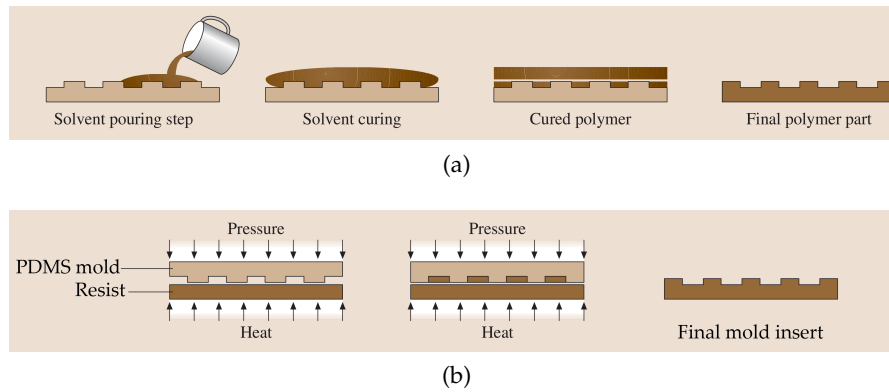 Solvent pouring step
Solvent curing
Cured polymer
Final polymer part
(a)
Pressure
Pressure
PDMS mold
Resist
Heat
Heat
Final mold insert
(b)